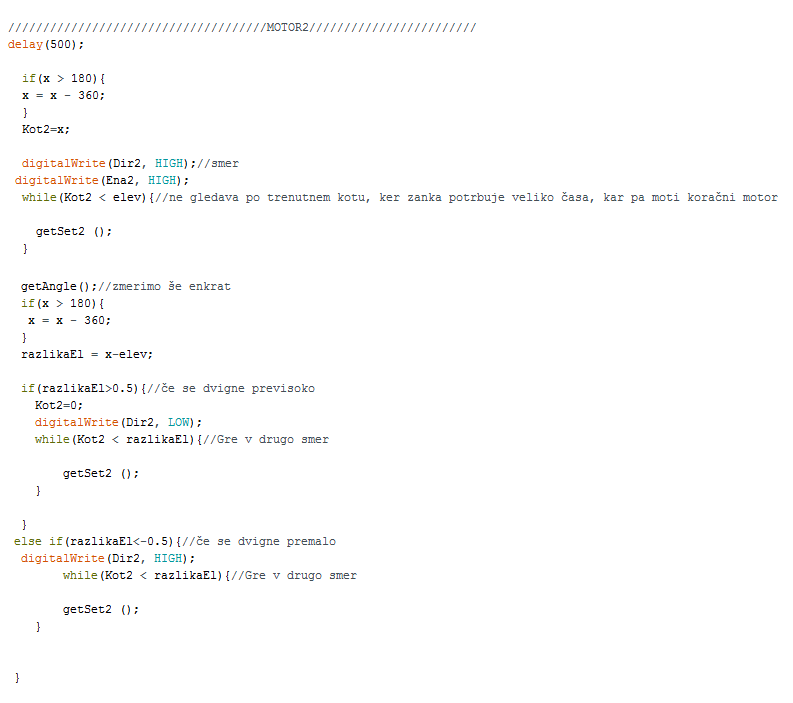 /////////////////////////////////////MOTOR2////////////////////////
delay(500);
if(x > 180){
x = x - 360;
}
Kot2=x;
digitalWrite(Dir2, HIGH);//smer
digitalWrite(Ena2, HIGH);
while(Kot2 < elev){//ne gledava po trenutnem kotu, ker zanka potrbuje veliko časa, kar pa moti koračni motor
getSet2 ();
}
getAngle();//zmerimo še enkrat
if(x > 180){
x = x - 360;
}
razlikaEl = x-elev;
if(razlikaEl>0.5){//če se dvigne previsoko
Kot2=0;
digitalWrite(Dir2, LOW);
while(Kot2 < razlikaEl){//Gre v drugo smer
getSet2 ();
}
}
else if(razlikaEl<-0.5){//če se dvigne premalo
digitalWrite(Dir2, HIGH);
while(Kot2 < razlikaEl){//Gre v drugo smer
getSet2 ();
}
}